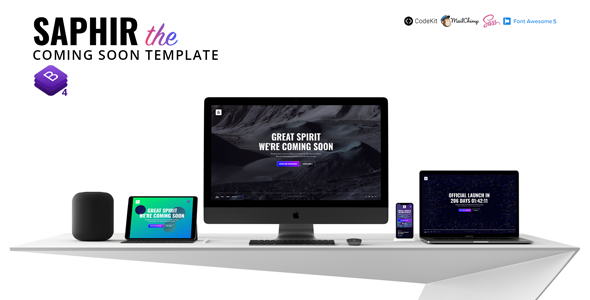 SAPHIR the
COMING SOON TEMPLATE
B
4
CodeKit
MailChimp
Sass
Font Awesome 5
GREAT SPIRIT
WE'RE COMING SOON
GREAT SPIRIT
WE'RE COMING SOON
OFFICIAL LAUNCH IN
206 DAYS 01:42:11